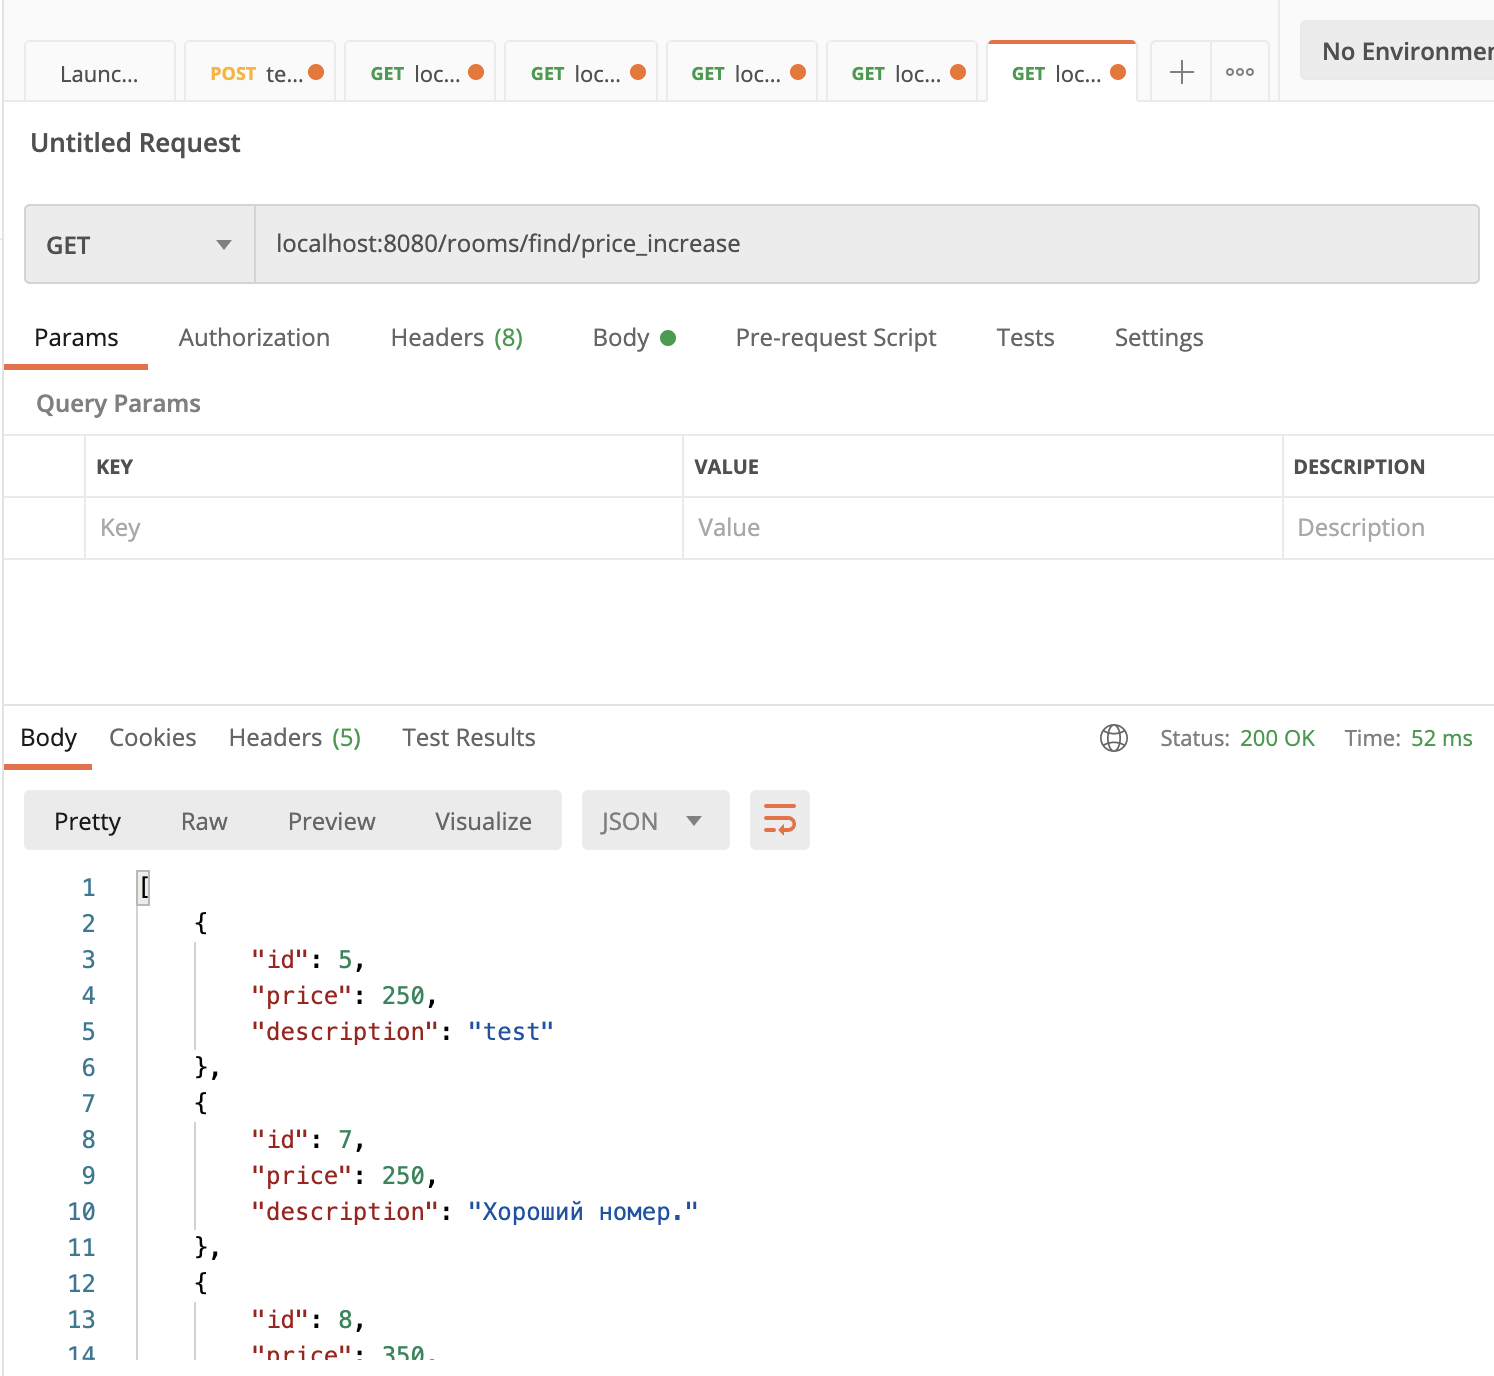 Launc... POST te... GET loc... GET loc... GET loc... GET loc... GET loc... No Environmen
Untitled Request
GET localhost:8080/rooms/find/price_increase
Params Authorization Headers (8) Body Pre-request Script Tests Settings
Query Params
KEY VALUE DESCRIPTION
Key Value Description
Body Cookies Headers (5) Test Results Status: 200 OK Time: 52 ms
Pretty Raw Preview Visualize JSON
1 [
2 {
3 "id": 5,
4 "price": 250,
5 "description": "test"
6 },
7 {
8 "id": 7,
9 "price": 250,
10 "description": "Хороший номер."
11 },
12 {
13 "id": 8,
14 "price": 350,